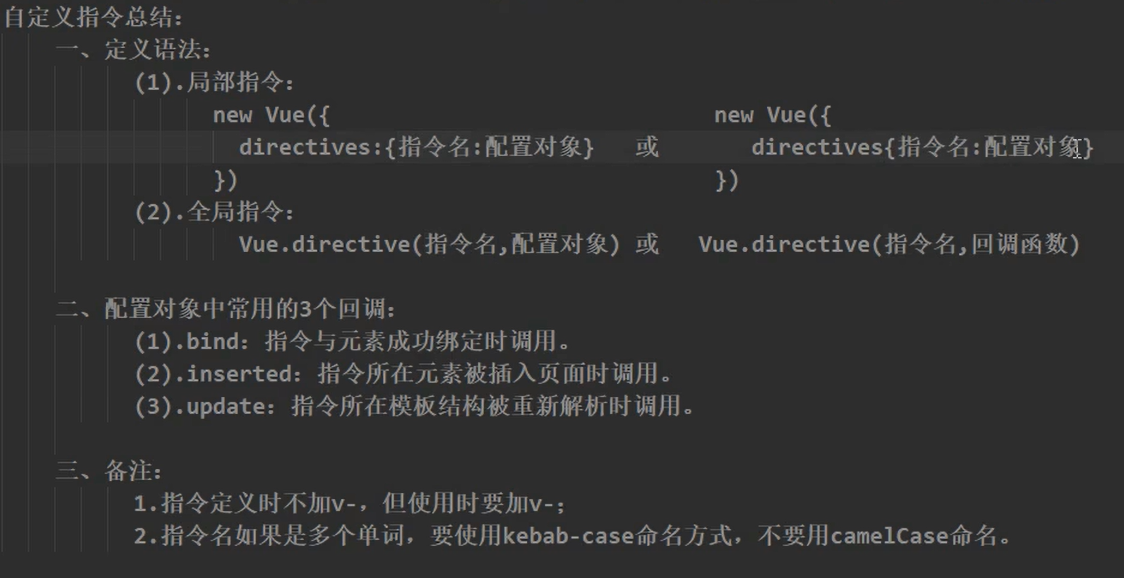 自定义指令总结:
一、定义语法:
(1).局部指令:
new Vue({ new Vue({
directives:{指令名:配置对象} 或 directives{指令名:配置对象}
}) })
(2).全局指令:
Vue.directive(指令名,配置对象) 或 Vue.directive(指令名,回调函数)
二、配置对象中常用的3个回调:
(1).bind: 指令与元素成功绑定时调用。
(2).inserted: 指令所在元素被插入页面时调用。
(3).update: 指令所在模板结构被重新解析时调用。
三、备注:
1.指令定义时不加v-,但使用时要加v-;
2.指令名如果是多个单词,要使用kebab-case命名方式,不要用camelCase命名。